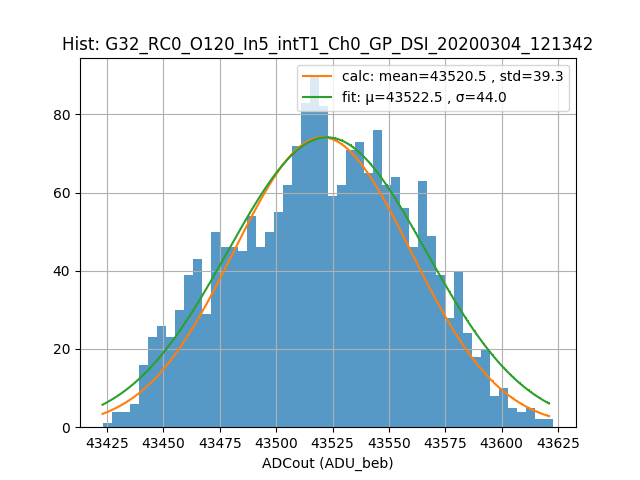 Hist: G32_RC0_O120_In5_intT1_Ch0_GP_DSI_20200304_121342
calc: mean=43520.5 , std=39.3
fit: μ=43522.5 , σ=44.0
80
60
40
20
0
43425 43450 43475 43500 43525 43550 43575 43600 43625
ADCout (ADU_beb)